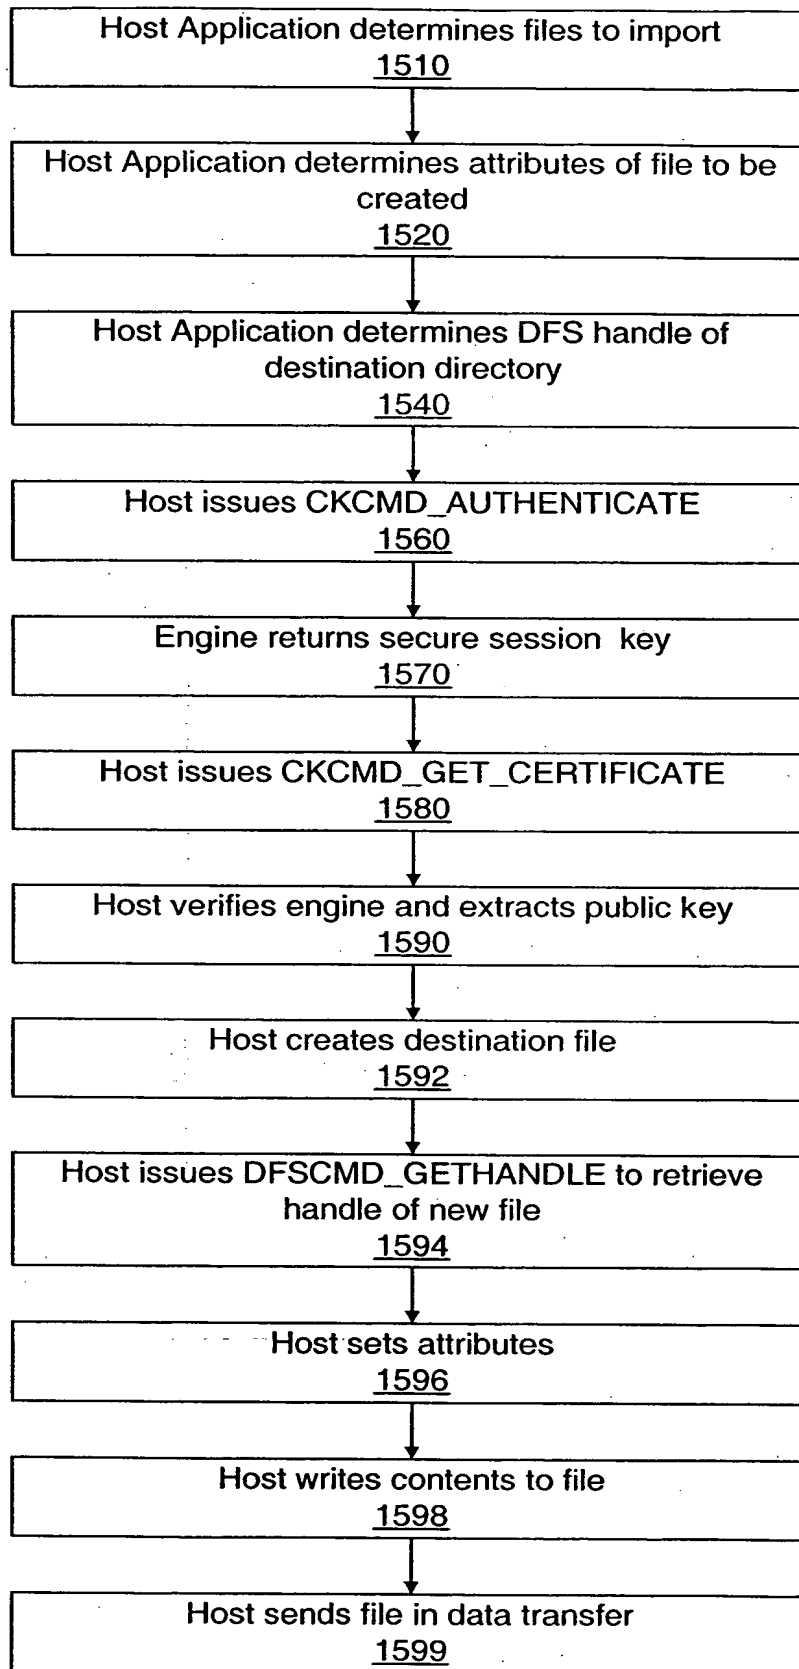 Host Application determines files to import
1510
Host Application determines attributes of file to be
created
1520
Host Application determines DFS handle of
destination directory
1540
Host issues CKCMD_AUTHENTICATE
1560
Engine returns secure session key
1570
Host issues CKCMD_GET_CERTIFICATE
1580
Host verifies engine and extracts public key
1590
Host creates destination file
1592
Host issues DFSCMD_GETHANDLE to retrieve
handle of new file
1594
Host sets attributes
1596
Host writes contents to file
1598
Host sends file in data transfer
1599